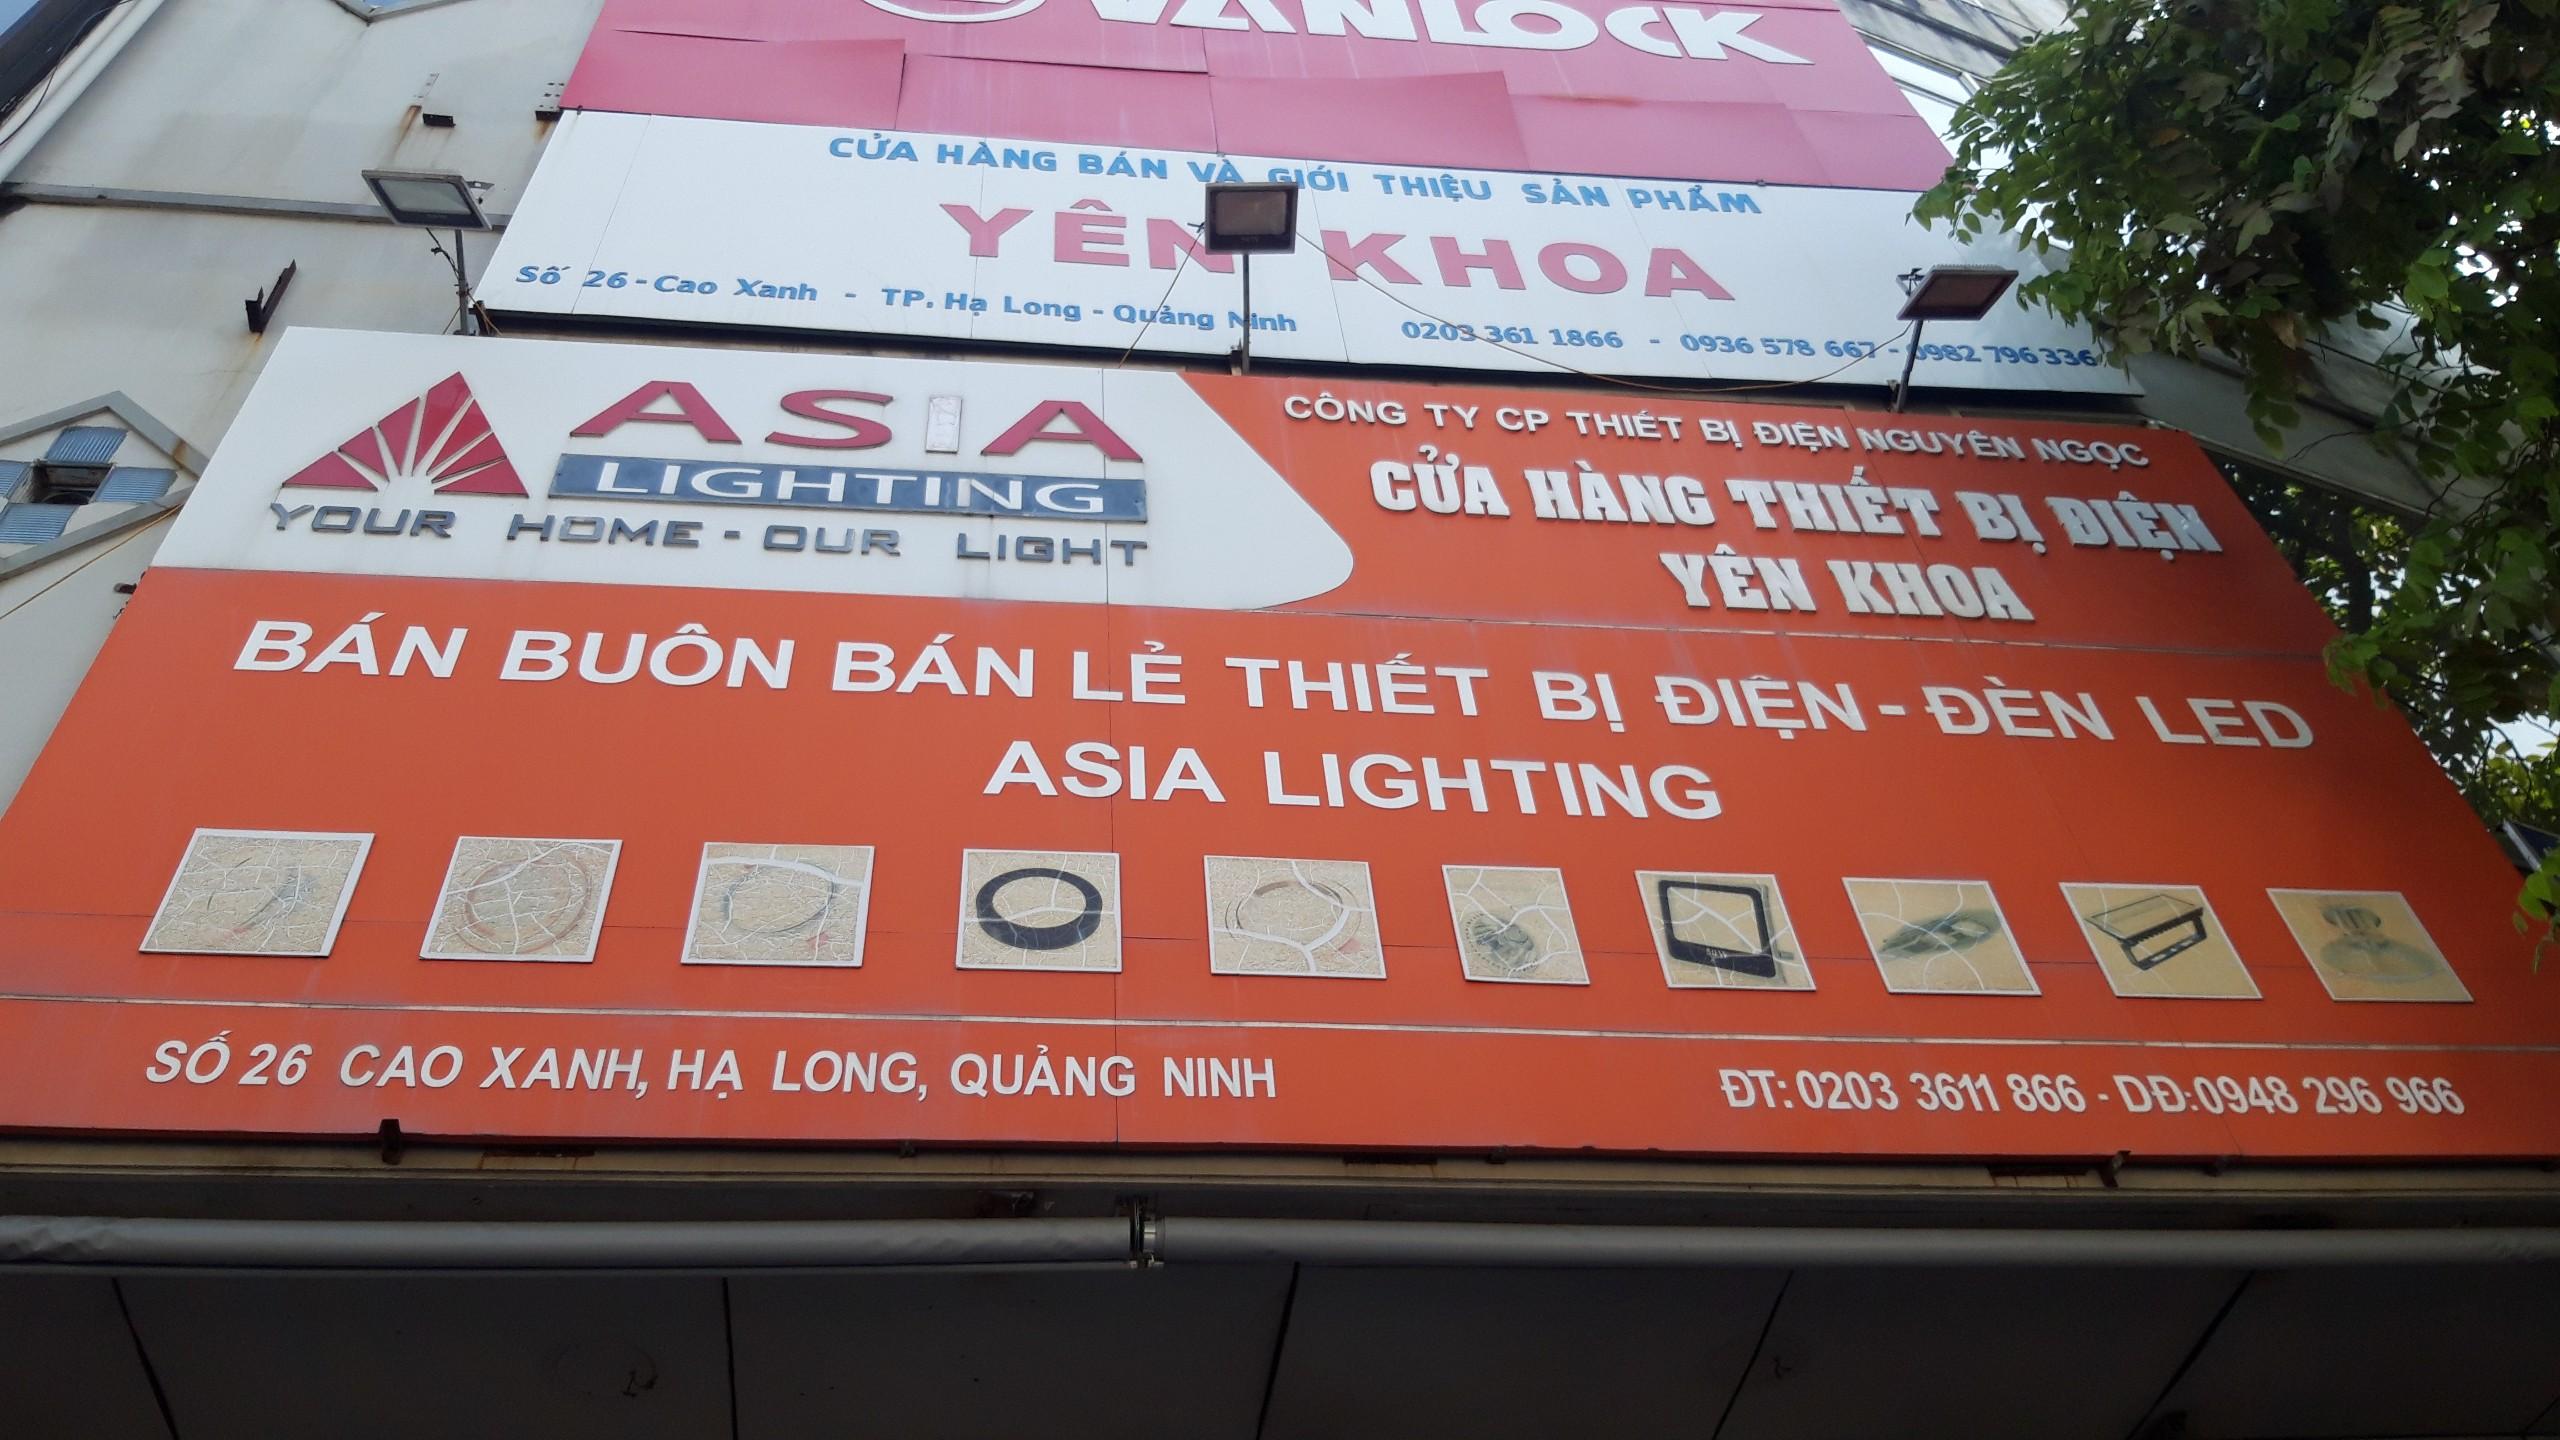 VANLOCK
CỬA HÀNG BÁN VÀ GIỚI THIỆU SẢN PHẨM
YÊN KHOA
Số 26 - Cao Xanh - TP. Hạ Long - Quảng Ninh 0203 361 1866 - 0936 578 667 - 0982 796 336
ASIA
LIGHTING
YOUR HOME - OUR LIGHT
CÔNG TY CP THIẾT BỊ ĐIỆN NGUYÊN NGỌC
CỬA HÀNG THIẾT BỊ ĐIỆN
YÊN KHOA
BÁN BUÔN BÁN LẺ THIẾT BỊ ĐIỆN - ĐÈN LED
ASIA LIGHTING
SỐ 26 CAO XANH, HẠ LONG, QUẢNG NINH ĐT: 0203 3611 866 - DĐ: 0948 296 966